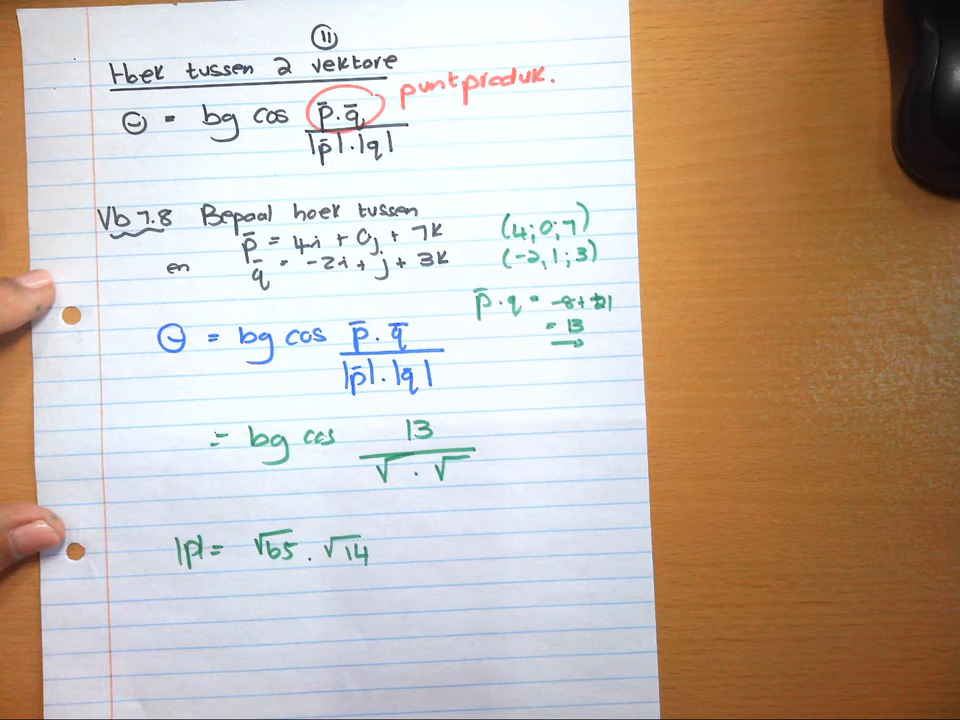 11
Hoek tussen 2 vektore
puntproduk.
θ = bg cos p̄.q̄ / |p̄|.|q|
Vb 7.8 Bepaal hoek tussen
p̄ = 4i + 0j + 7k
en q̄ = -2i + j + 3k
(4;0;7)
(-2,1;3)
p̄.q = -8+21
= 13
θ = bg cos p̄.q̄ / |p̄|.|q̄|
= bg cos 13 / √ . √
|p| = √65 . √14